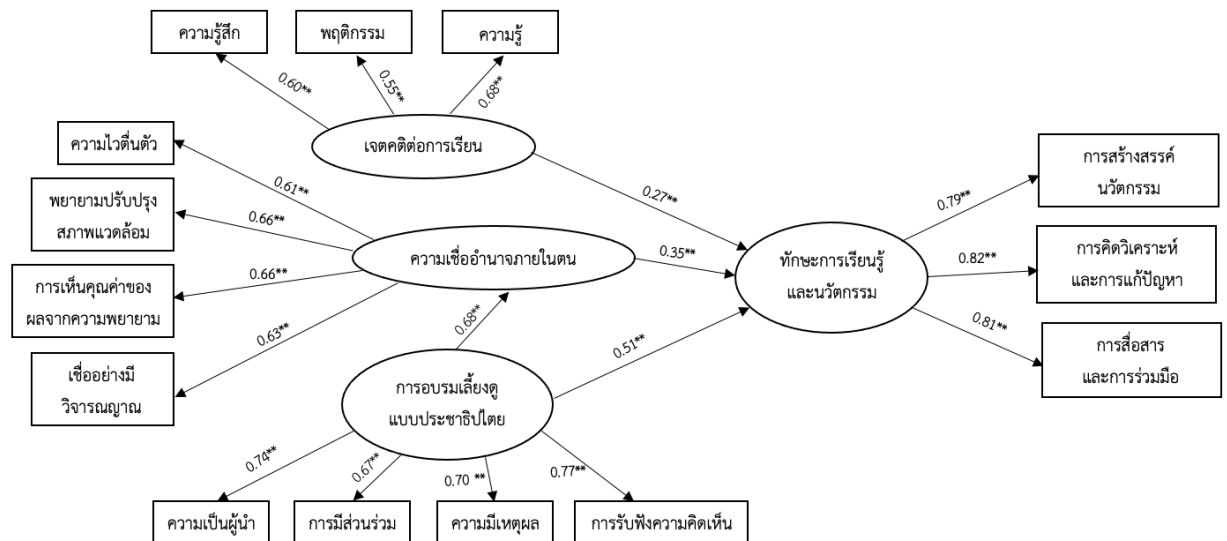 ความรู้สึก
พฤติกรรม
ความรู้
0.60**
0.55**
0.68**
เจตคติต่อการเรียน
ความไวตื่นตัว
0.61**
พยายามปรับปรุง
สภาพแวดล้อม
0.66**
ความเชื่ออำนาจภายในตน
การเห็นคุณค่าของ
ผลจากความพยายาม
0.66**
เชื่ออย่างมี
วิจารณญาณ
0.63**
0.68**
การอบรมเลี้ยงดู
แบบประชาธิปไตย
0.74**
0.67**
0.70 **
0.77**
ความเป็นผู้นำ
การมีส่วนร่วม
ความมีเหตุผล
การรับฟังความคิดเห็น
0.27**
0.35**
0.51**
ทักษะการเรียนรู้
และนวัตกรรม
0.79**
0.82**
0.81**
การสร้างสรรค์
นวัตกรรม
การคิดวิเคราะห์
และการแก้ปัญหา
การสื่อสาร
และการร่วมมือ